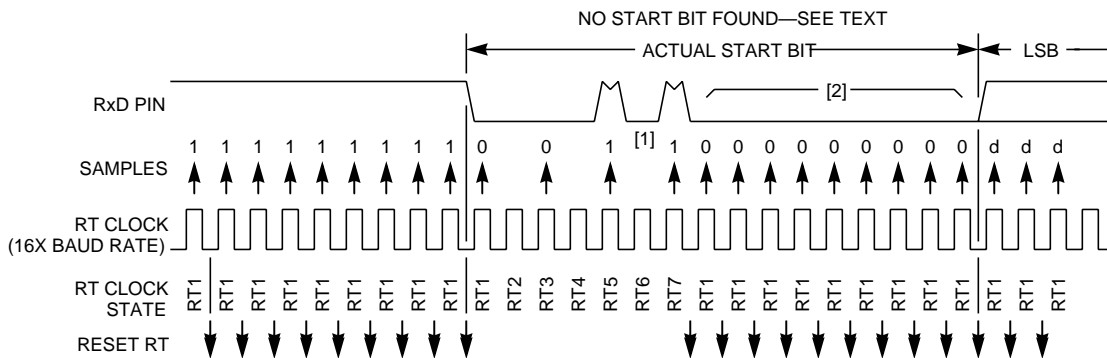 NO START BIT FOUND—SEE TEXT
ACTUAL START BIT LSB
RxD PIN [2]
[1]
SAMPLES 1 1 1 1 1 1 1 1 1 0 0 1 1 0 0 0 0 0 0 0 0 0 d d d
RT CLOCK
(16X BAUD RATE)
RT CLOCK
STATE
RT1 RT1 RT1 RT1 RT1 RT1 RT1 RT1 RT1 RT1 RT2 RT3 RT4 RT5 RT6 RT7 RT1 RT1 RT1 RT1 RT1 RT1 RT1 RT1 RT1 RT1 RT1 RT1
RESET RT